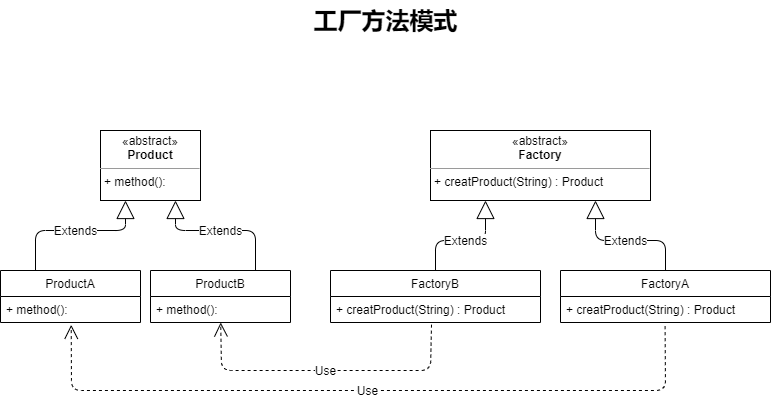 工厂方法模式
«abstract»
Product
+ method():
«abstract»
Factory
+ creatProduct(String) : Product
Extends
Extends
Extends
Extends
ProductA
+ method():
ProductB
+ method():
FactoryB
+ creatProduct(String) : Product
FactoryA
+ creatProduct(String) : Product
Use
Use